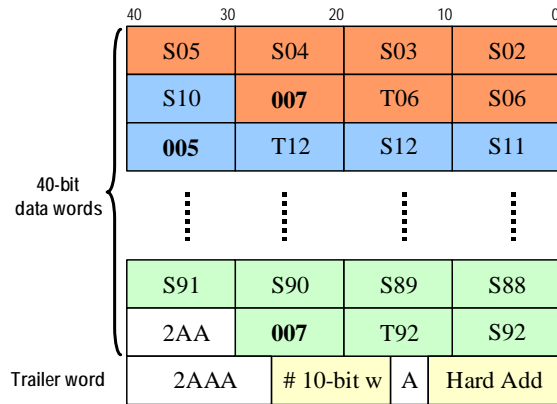 40 30 20 10 0
S05 S04 S03 S02
S10 007 T06 S06
005 T12 S12 S11
40-bit
data words
S91 S90 S89 S88
2AA 007 T92 S92
Trailer word 2AAA # 10-bit w A Hard Add